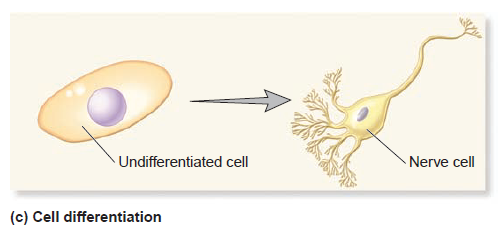 Undifferentiated cell
Nerve cell
(c) Cell differentiation